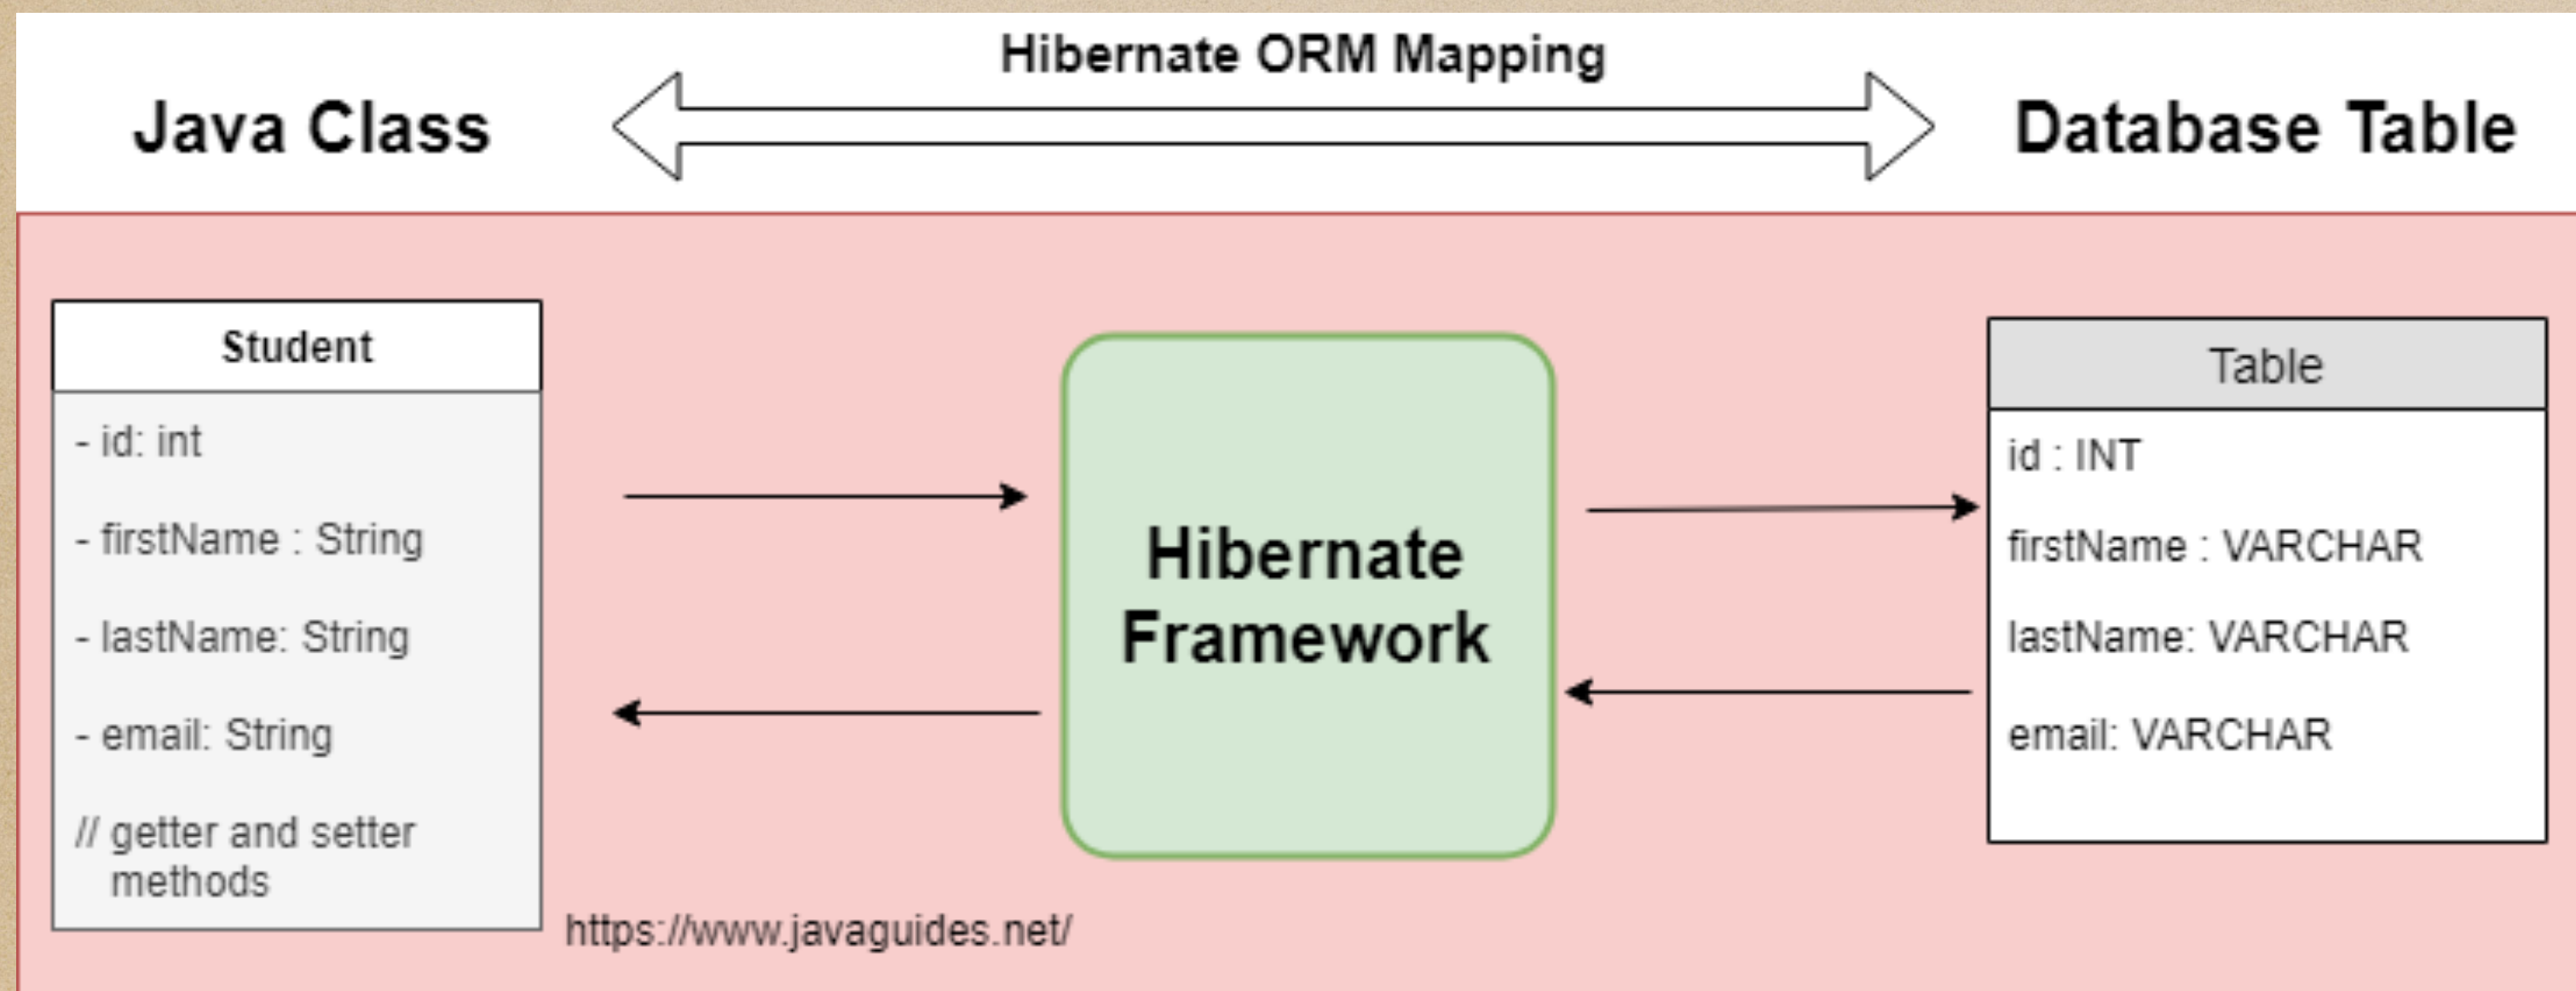 Hibernate ORM Mapping
Java Class
Database Table
Student
- id: int
- firstName : String
- lastName: String
- email: String
// getter and setter
methods
Hibernate
Framework
Table
id : INT
firstName : VARCHAR
lastName: VARCHAR
email: VARCHAR
https://www.javaguides.net/